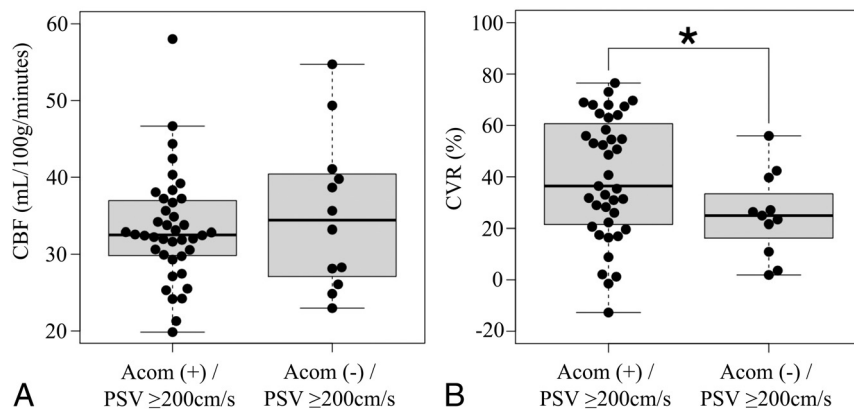 60
50
40
30
20
CBF (mL/100g/minutes)
Acom (+) /
PSV ≥200cm/s
Acom (-) /
PSV ≥200cm/s
A
100
80
60
40
20
0
-20
CVR (%)
*
Acom (+) /
PSV ≥200cm/s
Acom (-) /
PSV ≥200cm/s
B